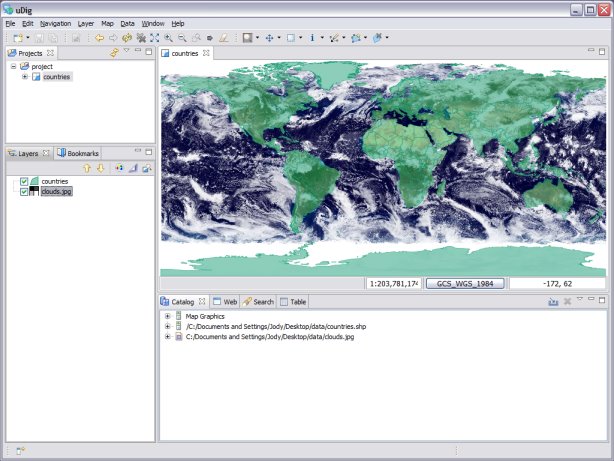 uDig
File Edit Navigation Layer Map Data Window Help
Projects
project
countries
countries
Layers Bookmarks
countries
clouds.jpg
1:203,781,174 GCS_WGS_1984 -172, 62
Catalog Web Search Table
Map Graphics
/C:/Documents and Settings/Jody/Desktop/data/countries.shp
C:/Documents and Settings/Jody/Desktop/data/clouds.jpg